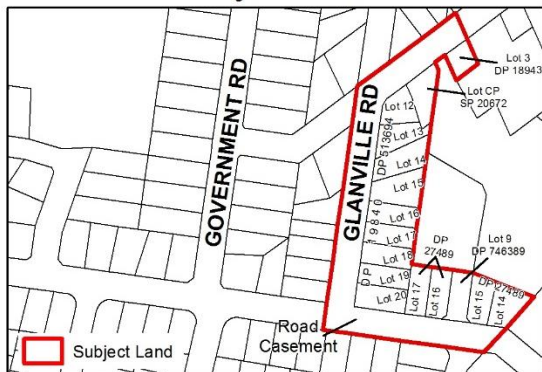 Lot 3
DP 18943
Lot CP
SP 20672
GOVERNMENT RD
GLANVILLE RD
Lot 12
DP 513694
Lot 13
Lot 14
Lot 15
Lot 16
Lot 17
DP 19840
Lot 18
Lot 19
Lot 20
DP
27489
Lot 9
DP 746389
DP 27489
Lot 17
Lot 16
Lot 15
Lot 14
Road
Casement
Subject Land